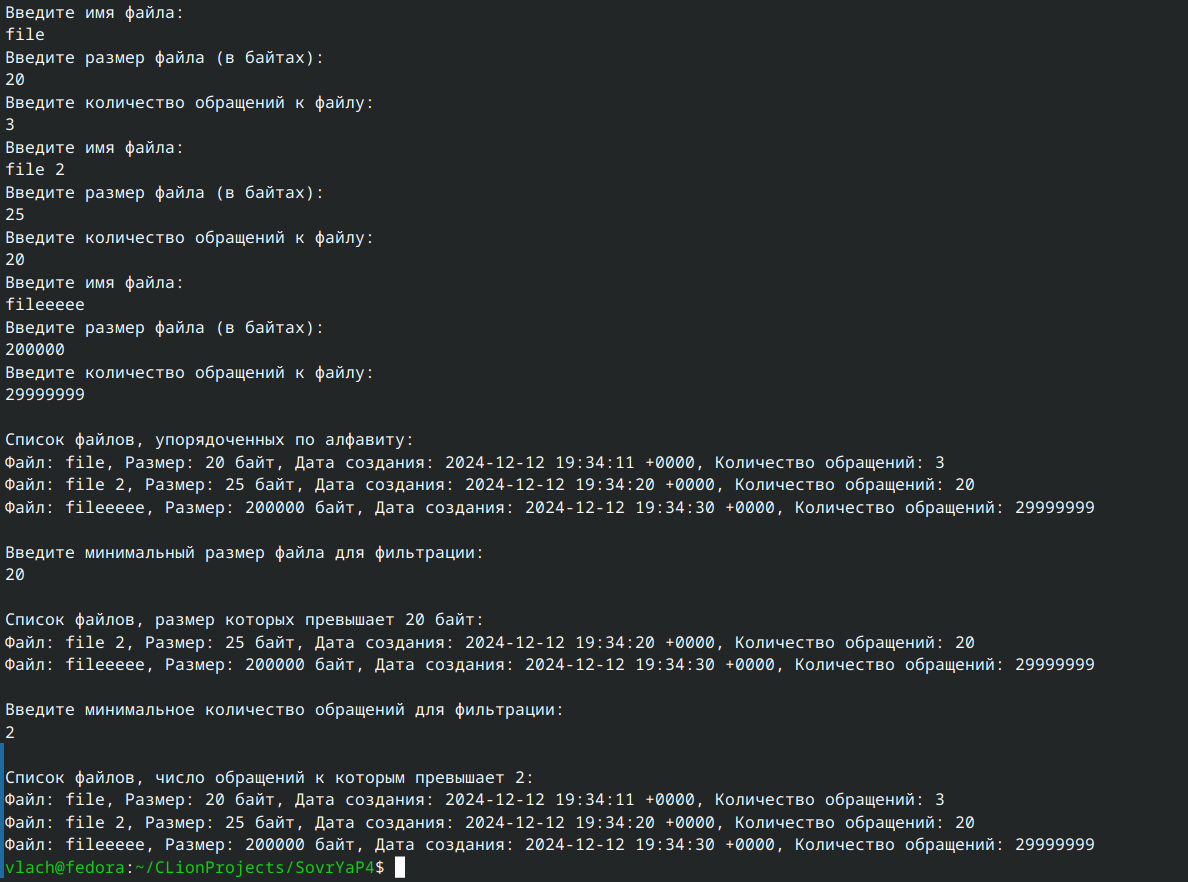 Введите имя файла:
file
Введите размер файла (в байтах):
20
Введите количество обращений к файлу:
3
Введите имя файла:
file 2
Введите размер файла (в байтах):
25
Введите количество обращений к файлу:
20
Введите имя файла:
fileeeee
Введите размер файла (в байтах):
200000
Введите количество обращений к файлу:
29999999
Список файлов, упорядоченных по алфавиту:
Файл: file, Размер: 20 байт, Дата создания: 2024-12-12 19:34:11 +0000, Количество обращений: 3
Файл: file 2, Размер: 25 байт, Дата создания: 2024-12-12 19:34:20 +0000, Количество обращений: 20
Файл: fileeeee, Размер: 200000 байт, Дата создания: 2024-12-12 19:34:30 +0000, Количество обращений: 29999999
Введите минимальный размер файла для фильтрации:
20
Список файлов, размер которых превышает 20 байт:
Файл: file 2, Размер: 25 байт, Дата создания: 2024-12-12 19:34:20 +0000, Количество обращений: 20
Файл: fileeeee, Размер: 200000 байт, Дата создания: 2024-12-12 19:34:30 +0000, Количество обращений: 29999999
Введите минимальное количество обращений для фильтрации:
2
Список файлов, число обращений к которым превышает 2:
Файл: file, Размер: 20 байт, Дата создания: 2024-12-12 19:34:11 +0000, Количество обращений: 3
Файл: file 2, Размер: 25 байт, Дата создания: 2024-12-12 19:34:20 +0000, Количество обращений: 20
Файл: fileeeee, Размер: 200000 байт, Дата создания: 2024-12-12 19:34:30 +0000, Количество обращений: 29999999
vlach@fedora:~/CLionProjects/SovrYaP4$